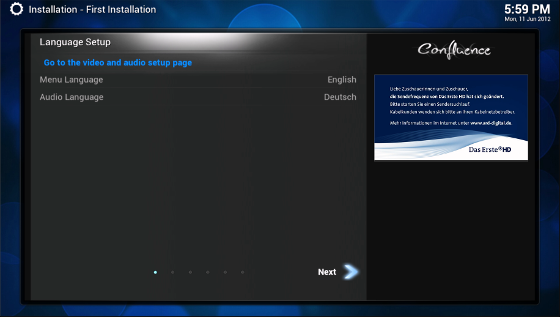 Installation - First Installation
5:59 PM
Mon, 11 Jun 2012
Language Setup
Go to the video and audio setup page
Menu Language English
Audio Language Deutsch
Next
Confluence
Liebe Zuschauerinnen und Zuschauer,
die Sendefrequenz von Das Erste HD hat sich geändert.
Bitte starten Sie einen Sendersuchlauf.
Kabelkunden wenden sich bitte an ihren Kabelnetzbetreiber.
Mehr Informationen im Internet unter www.ard-digital.de.
Das Erste HD